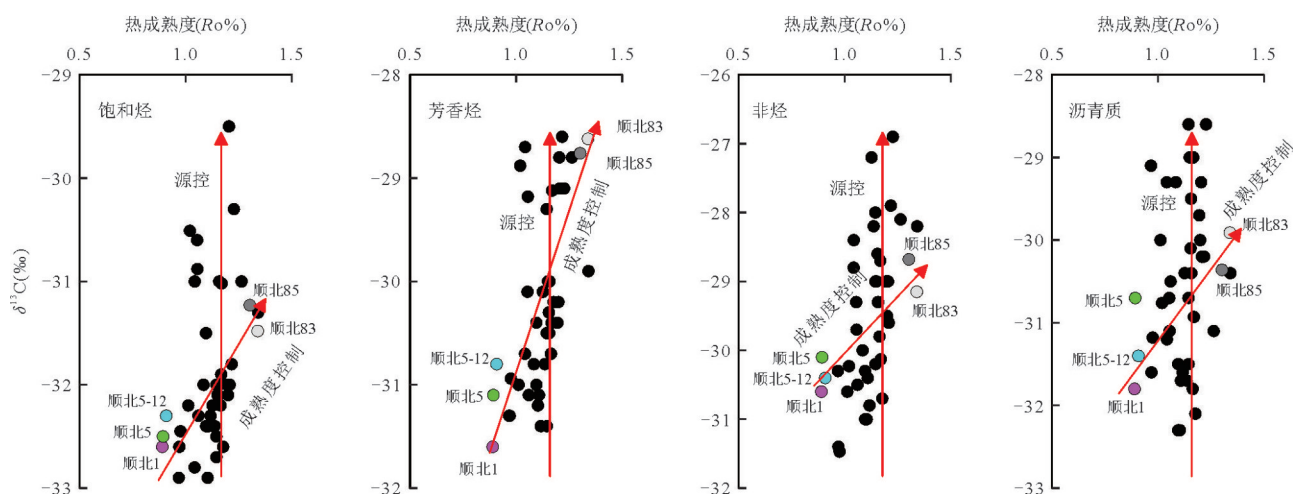 热成熟度(Ro%)
0.5 1.0 1.5
-29
-30
-31
-32
-33
δ¹³C(‰)
饱和烃
源控
顺北85
顺北83
成熟度控制
顺北5-12
顺北5
顺北1
热成熟度(Ro%)
0.5 1.0 1.5
-28
-29
-30
-31
-32
芳香烃
顺北83
顺北85
源控
成熟度控制
顺北5-12
顺北5
顺北1
热成熟度(Ro%)
0.5 1.0 1.5
-26
-27
-28
-29
-30
-31
-32
非烃
源控
顺北85
顺北83
成熟度控制
顺北5
顺北5-12
顺北1
热成熟度(Ro%)
0.5 1.0 1.5
-28
-29
-30
-31
-32
-33
沥青质
源控
成熟度控制
顺北83
顺北85
顺北5
顺北5-12
顺北1